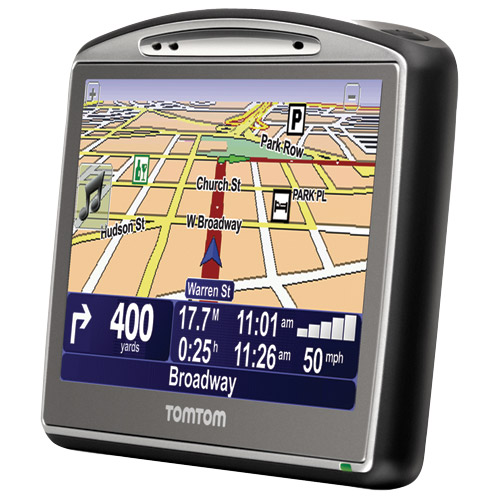 +
-
P
Park Row
Church St
PARK PL
W.Broadway
Hudson St
Warren St
400
yards
17.7 M 11:01 am
0:25 h 11:26 am 50 mph
Broadway
TOMTOM